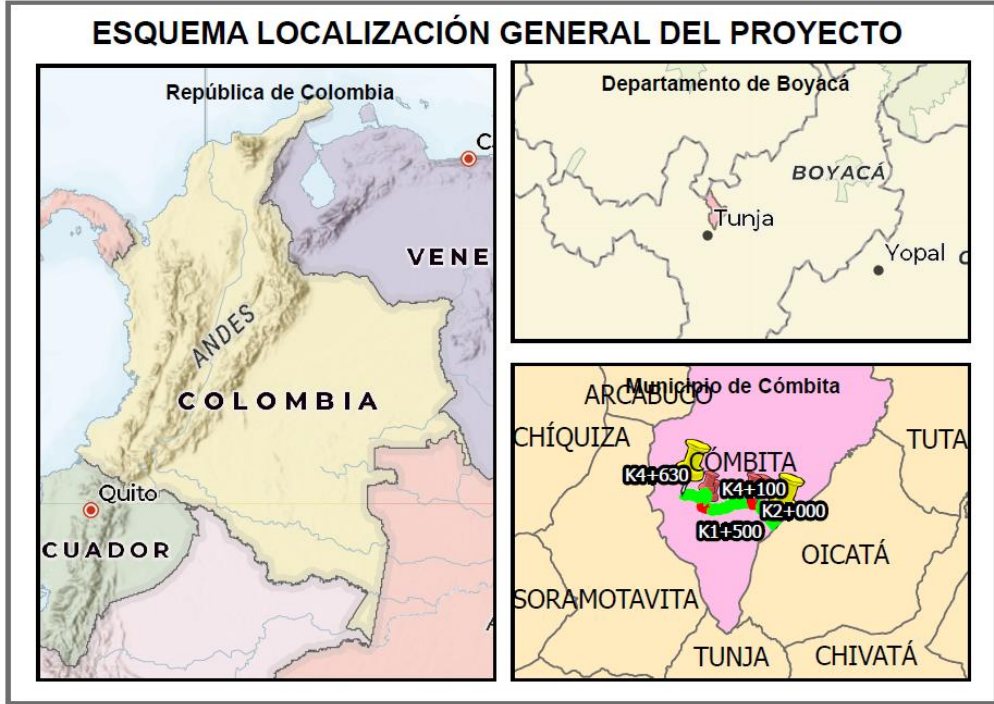 ESQUEMA LOCALIZACIÓN GENERAL DEL PROYECTO
República de Colombia
C
VENE
ANDES
COLOMBIA
Quito
CUADOR
Departamento de Boyacá
BOYACÁ
Tunja
Yopal
Municipio de Cómbita
ARCABUCO
CHÍQUIZA
TUTA
CÓMBITA
K4+630
K4+100
K2+000
K1+500
OICATÁ
SORAMOTAVITA
TUNJA
CHIVATÁ